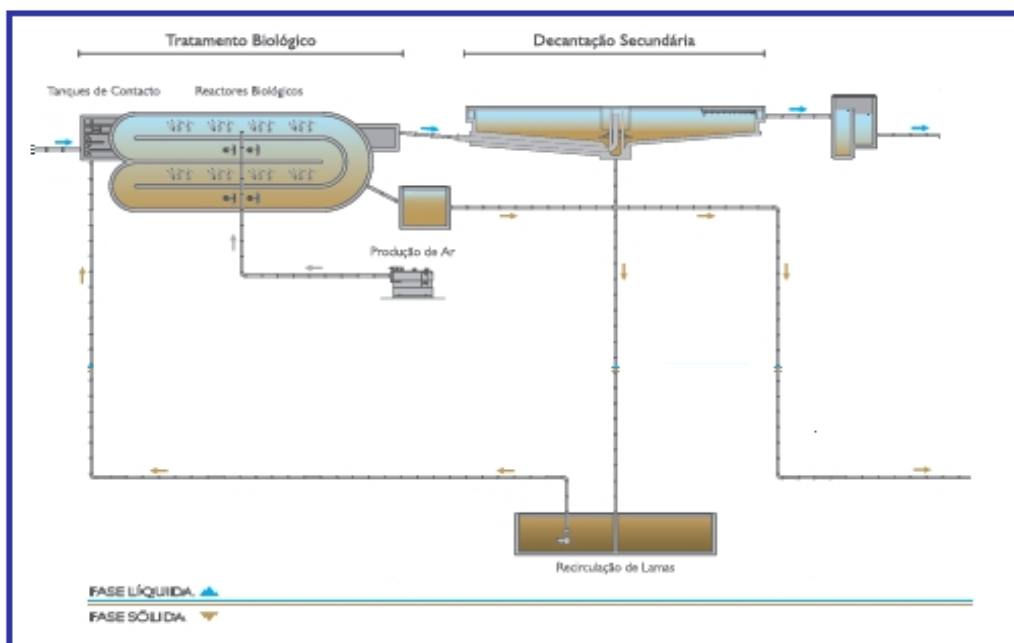 Tratamento Biológico
Decantação Secundária
Tanques de Contacto
Reactores Biológicos
Produção de Ar
Recirculação de Lamas
FASE LÍQUIDA
FASE SÓLIDA